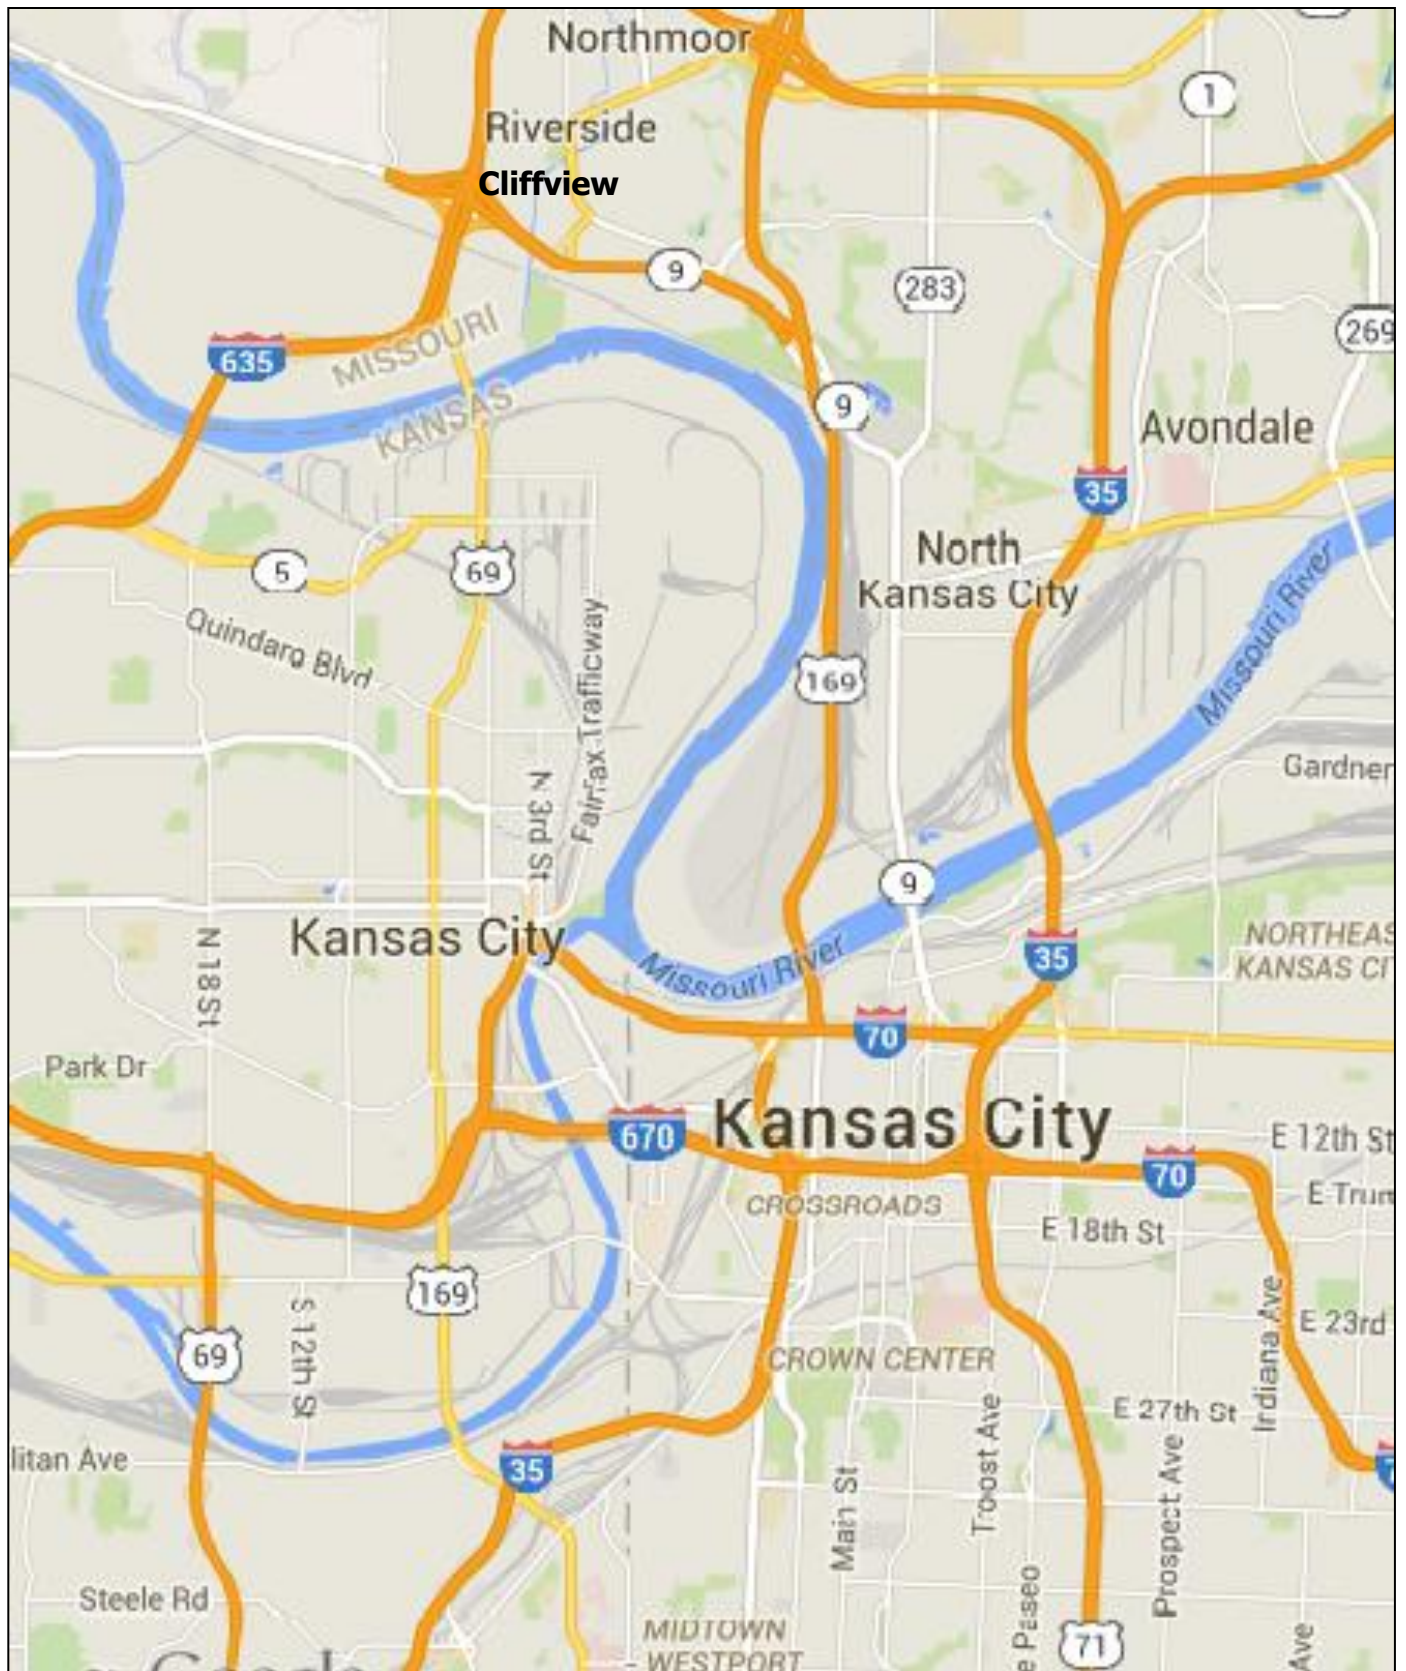 Northmoor
1
Riverside
Cliffview
9
283
269
635
MISSOURI
KANSAS
9
Avondale
35
North
Kansas City
5
69
Quindaro Blvd
Fairfax Trafficway
169
Missouri River
Gardner
N 3rd St
9
Kansas City
Missouri River
35
NORTHEAS
KANSAS CI
N 18 St
70
Park Dr
670
Kansas City
70
E 12th St
CROSSROADS
E Trum
E 18th St
169
S 12th St
69
Indiana Ave
E 23rd
CROWN CENTER
E 27th St
litan Ave
35
Main St
Troost Ave
Prospect Ave
Steele Rd
e Paseo
MIDTOWN
- WESTPORT
71
Ave